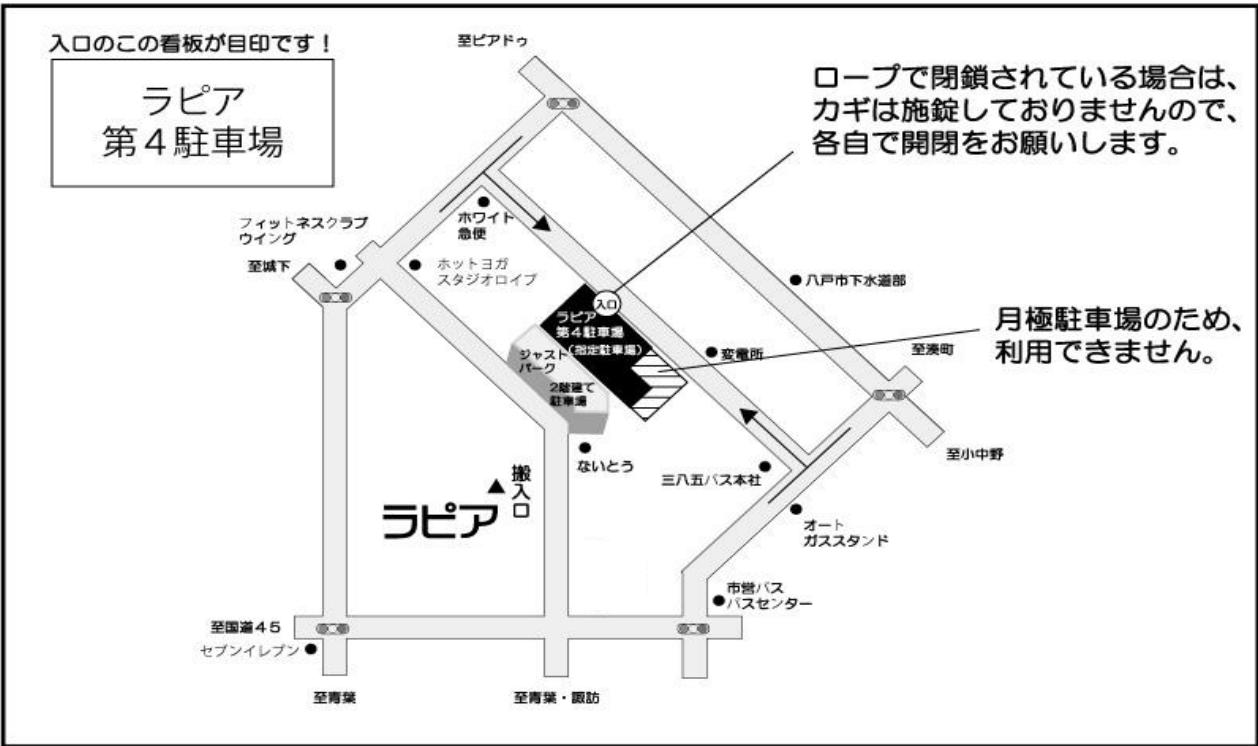 入口のこの看板が目印です！
ラピア
第４駐車場
至ピアドゥ
ロープで閉鎖されている場合は、
カギは施錠しておりませんので、
各自で開閉をお願いします。
ホワイト
急便
フィットネスクラブ
ウイング
至城下
ホットヨガ
スタジオロイブ
八戸市下水道部
入口
ラピア
第４駐車場
（指定駐車場）
ジャスト
パーク
2階建て
駐車場
変電所
月極駐車場のため、
利用できません。
至湊町
至小中野
ないとう
三八五バス本社
搬入口
ラピア
オート
ガススタンド
市営バス
バスセンター
至国道４５
セブンイレブン
至青葉
至青葉・諏訪